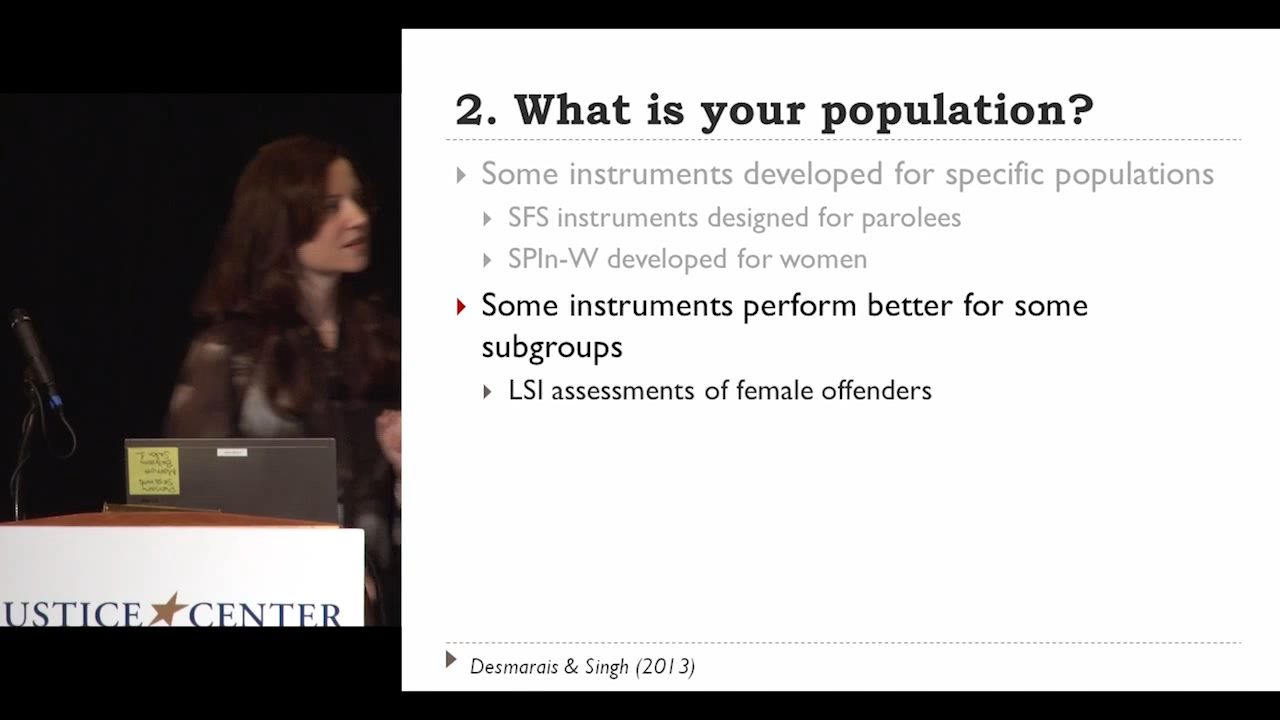 2. What is your population?
Some instruments developed for specific populations
SFS instruments designed for parolees
SPIn-W developed for women
Some instruments perform better for some
subgroups
LSI assessments of female offenders
Desmarais & Singh (2013)
USTICE CENTER